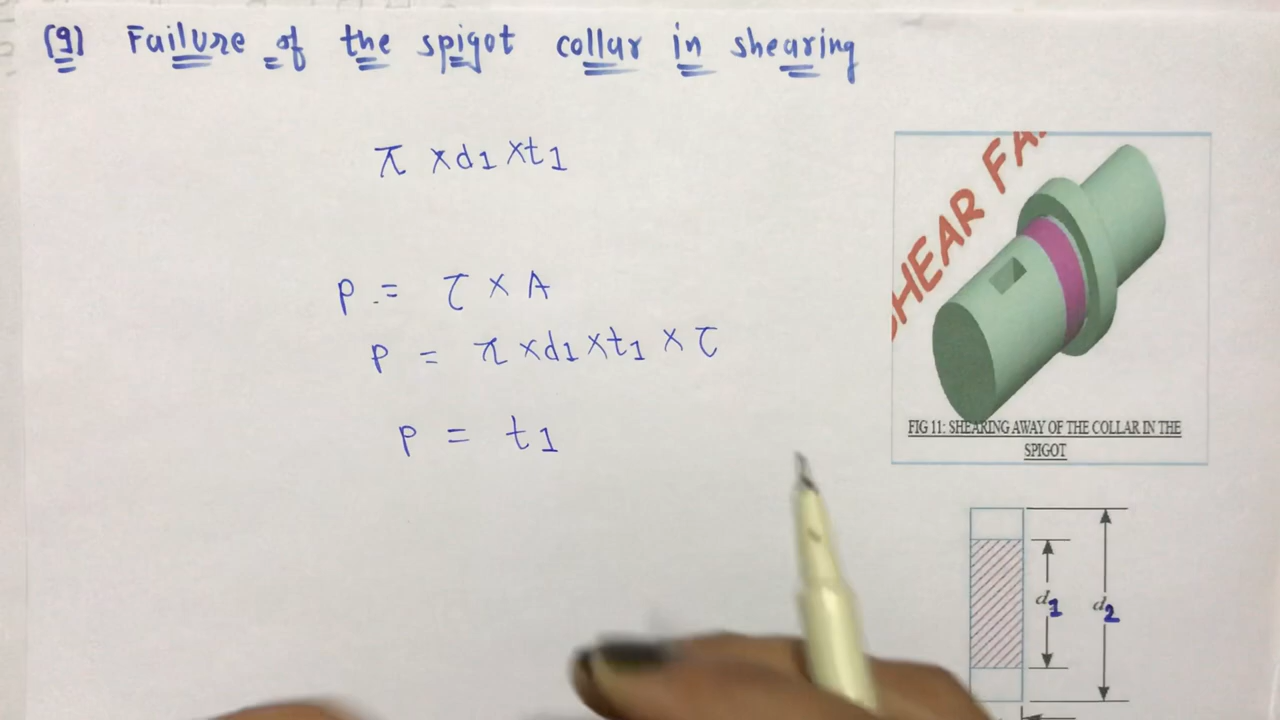 (9) Failure of the spigot collar in shearing
π × d1 × t1
P = τ × A
P = π × d1 × t1 × τ
P = t1
SHEAR FA
FIG 11: SHEARING AWAY OF THE COLLAR IN THE
SPIGOT
d1 d2